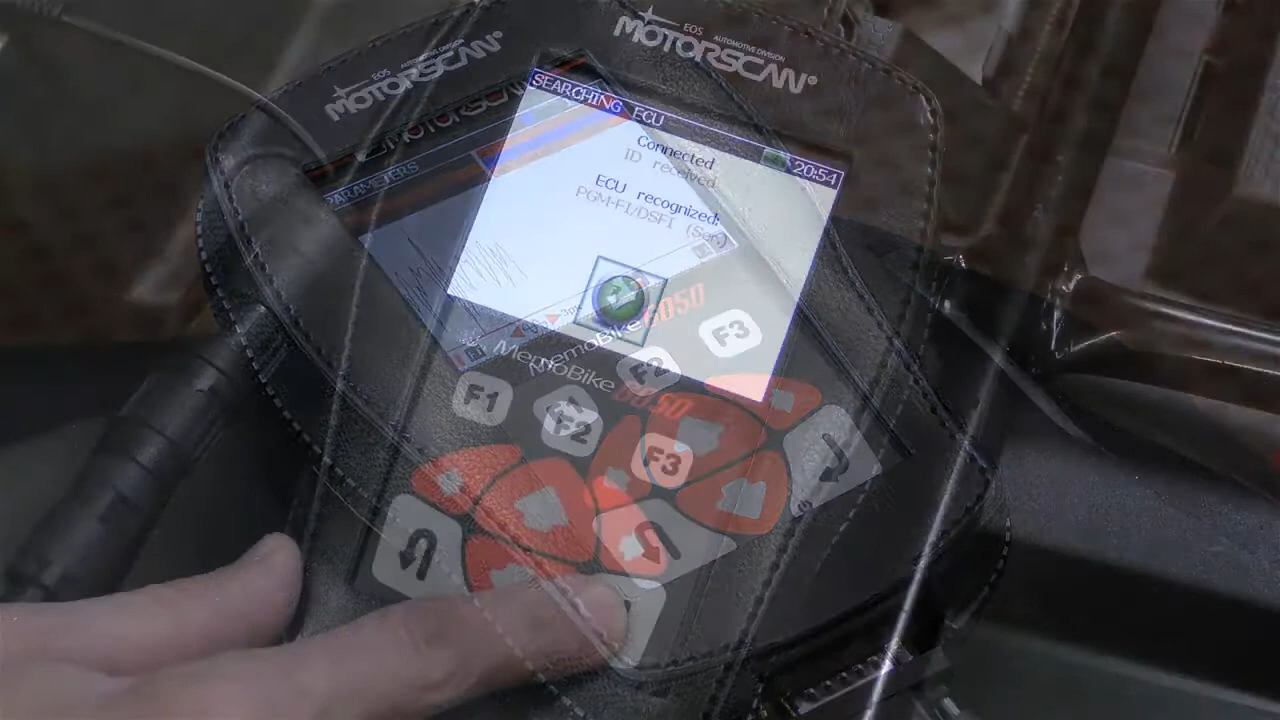 EOS AUTOMOTIVE DIVISION
MOTORSCAN®
EOS AUTOMOTIVE DIVISION
MOTORSCAN®
MOTORSCAN
SEARCHING ECU
20:54
Connected
ID received
ECU recognized:
PGM-FI/DSFI (Ser.)
PARAMETERS
F1
MemoBike 6050
MemoBike 6050
F1
F2
F3
F2
F3